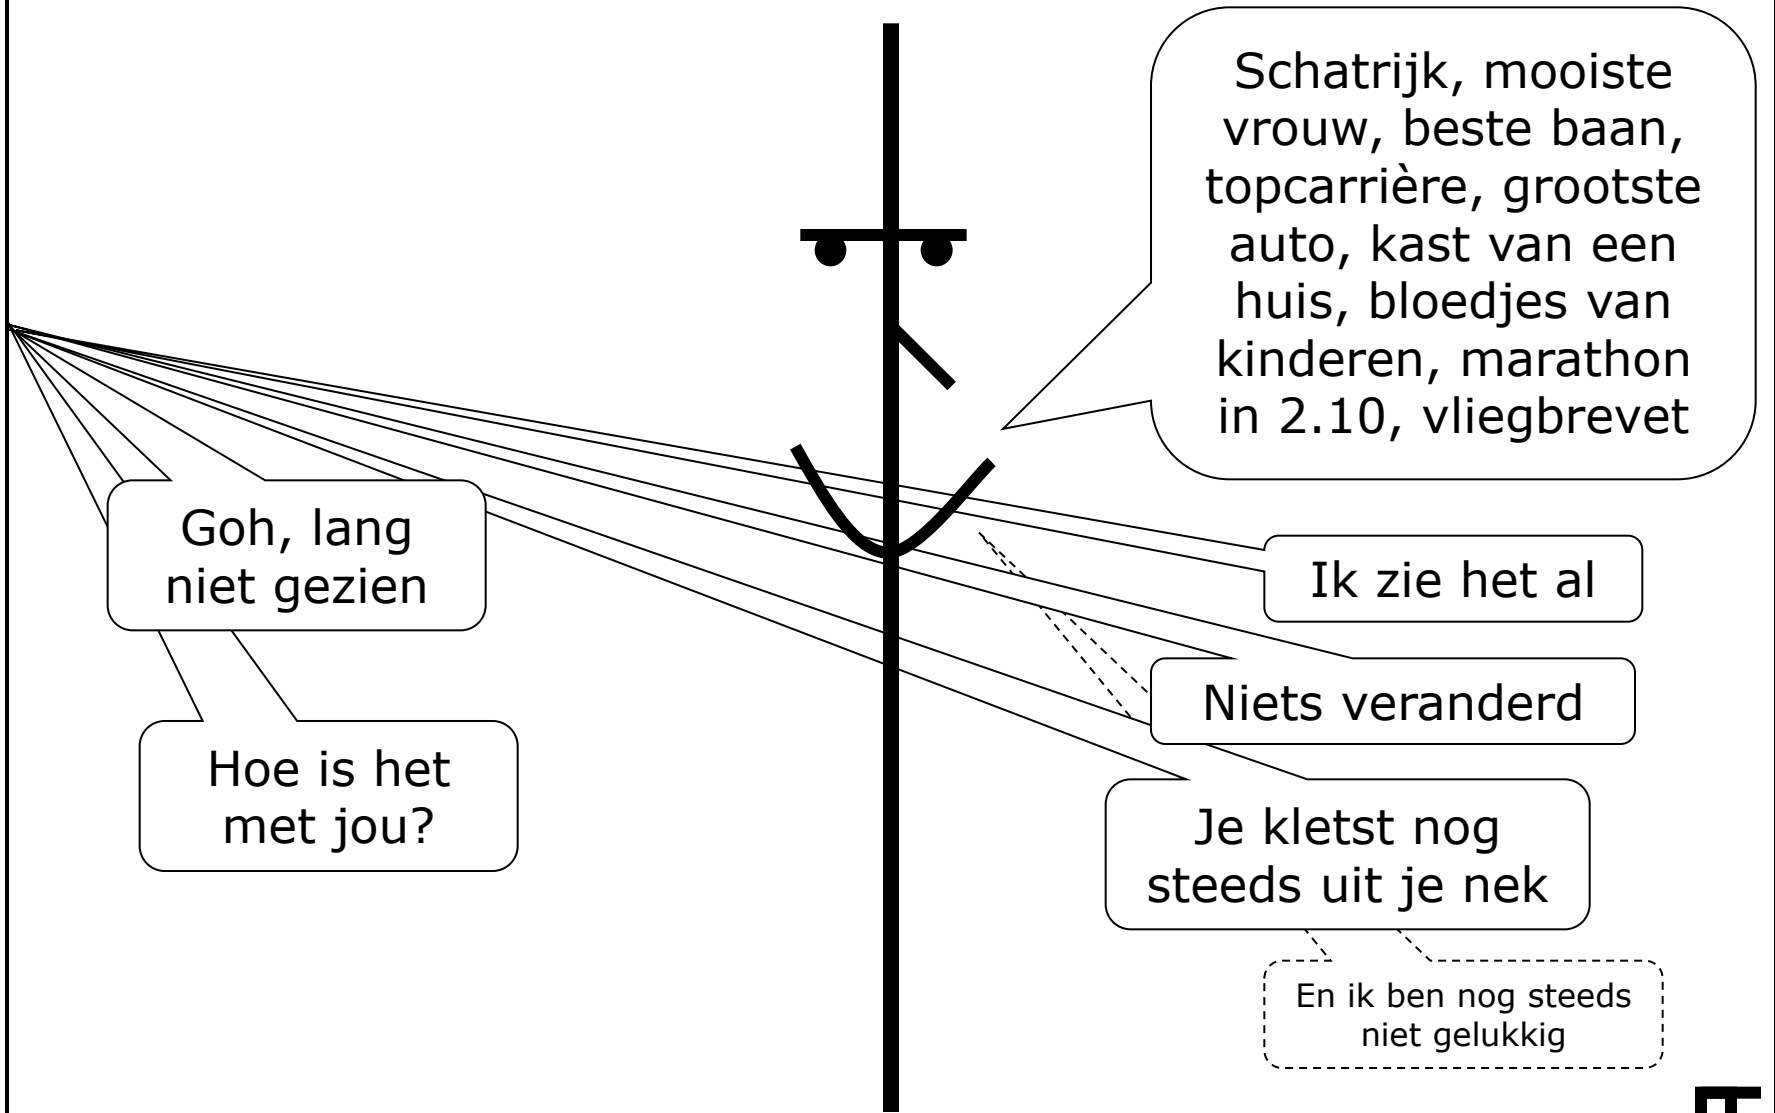 Goh, lang
niet gezien
Hoe is het
met jou?
Schatrijk, mooiste
vrouw, beste baan,
topcarrière, grootste
auto, kast van een
huis, bloedjes van
kinderen, marathon
in 2.10, vliegbrevet
Ik zie het al
Niets veranderd
Je kletst nog
steeds uit je nek
En ik ben nog steeds
niet gelukkig